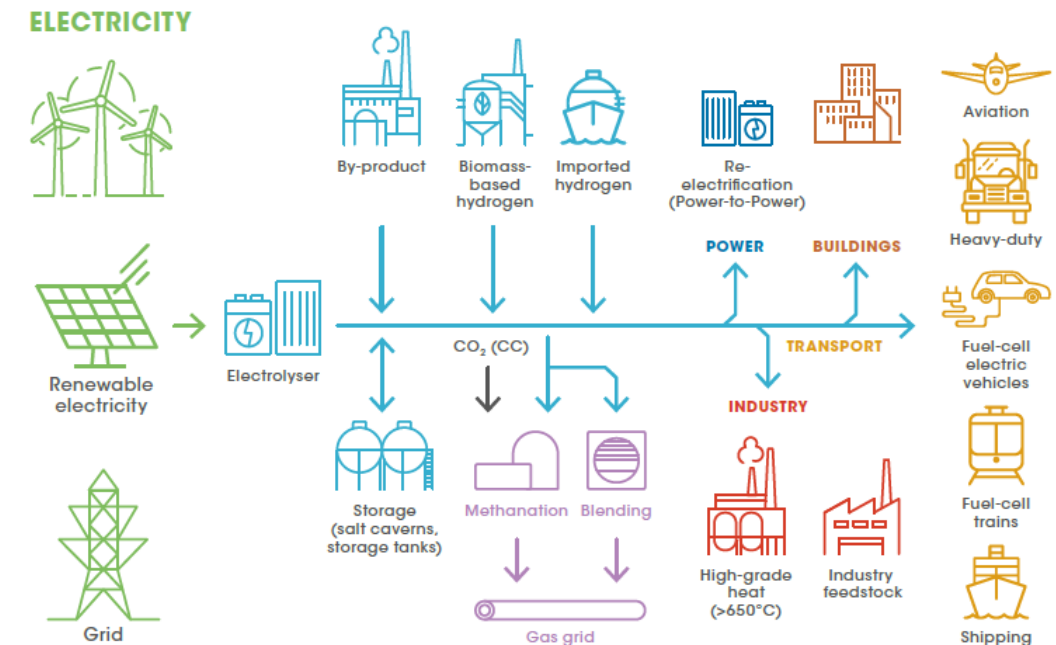 ELECTRICITY
Renewable
electricity
Grid
Electrolyser
By-product
Biomass-
based
hydrogen
Imported
hydrogen
Re-
electrification
(Power-to-Power)
POWER
BUILDINGS
TRANSPORT
CO₂ (CC)
INDUSTRY
Storage
(salt caverns,
storage tanks)
Methanation
Blending
Gas grid
High-grade
heat
(>650°C)
Industry
feedstock
Aviation
Heavy-duty
Fuel-cell
electric
vehicles
Fuel-cell
trains
Shipping